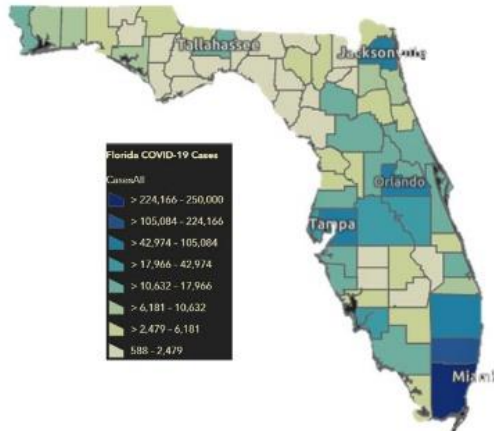 Tallahassee
Jacksonville
Florida COVID-19 Cases
CasesAll
> 224,166 - 250,000
> 105,084 - 224,166
> 42,974 - 105,084
> 17,966 - 42,974
> 10,632 - 17,966
> 6,181 - 10,632
> 2,479 - 6,181
588 - 2,479
Orlando
Tampa
Miami